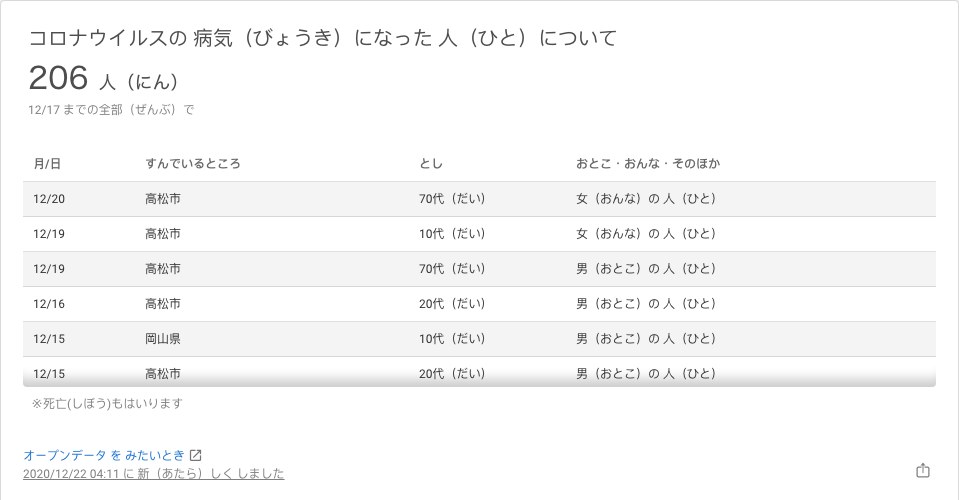 コロナウイルスの 病気（びょうき）になった 人（ひと）について
206 人（にん）
12/17 までの全部（ぜんぶ）で
月/日 すんでいるところ とし おとこ・おんな・そのほか
12/20 高松市 70代（だい） 女（おんな）の 人（ひと）
12/19 高松市 10代（だい） 女（おんな）の 人（ひと）
12/19 高松市 70代（だい） 男（おとこ）の 人（ひと）
12/16 高松市 20代（だい） 男（おとこ）の 人（ひと）
12/15 岡山県 10代（だい） 男（おとこ）の 人（ひと）
12/15 高松市 20代（だい） 男（おとこ）の 人（ひと）
※死亡(しぼう)もはいります
オープンデータ を みたいとき
2020/12/22 04:11 に 新（あたら）しく しました